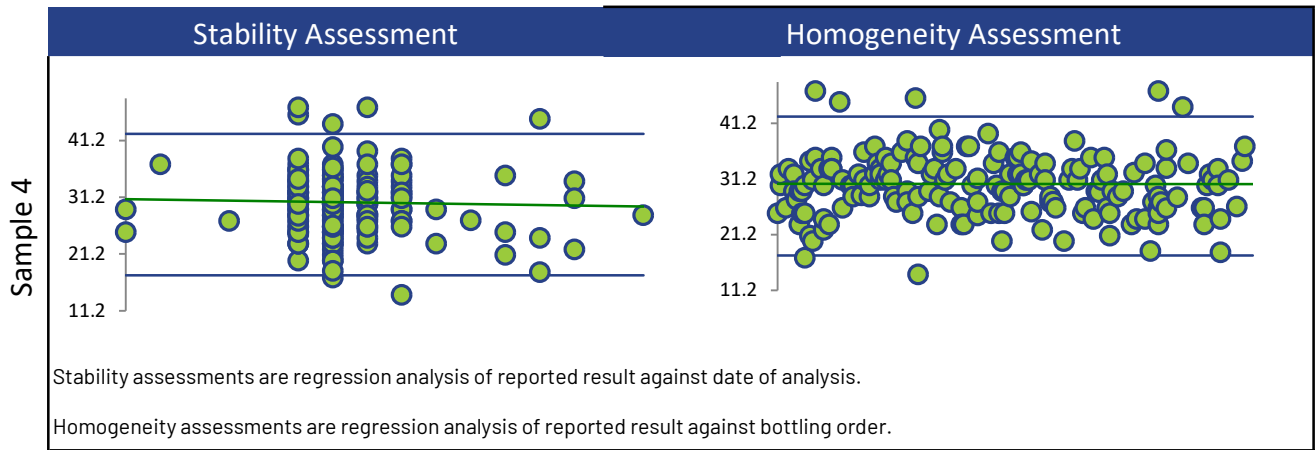 Stability Assessment
Homogeneity Assessment
Sample 4
41.2
31.2
21.2
11.2
41.2
31.2
21.2
11.2
Stability assessments are regression analysis of reported result against date of analysis.
Homogeneity assessments are regression analysis of reported result against bottling order.